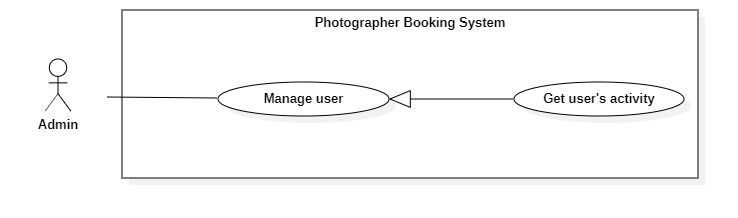 Photographer Booking System
Manage user
Get user's activity
Admin